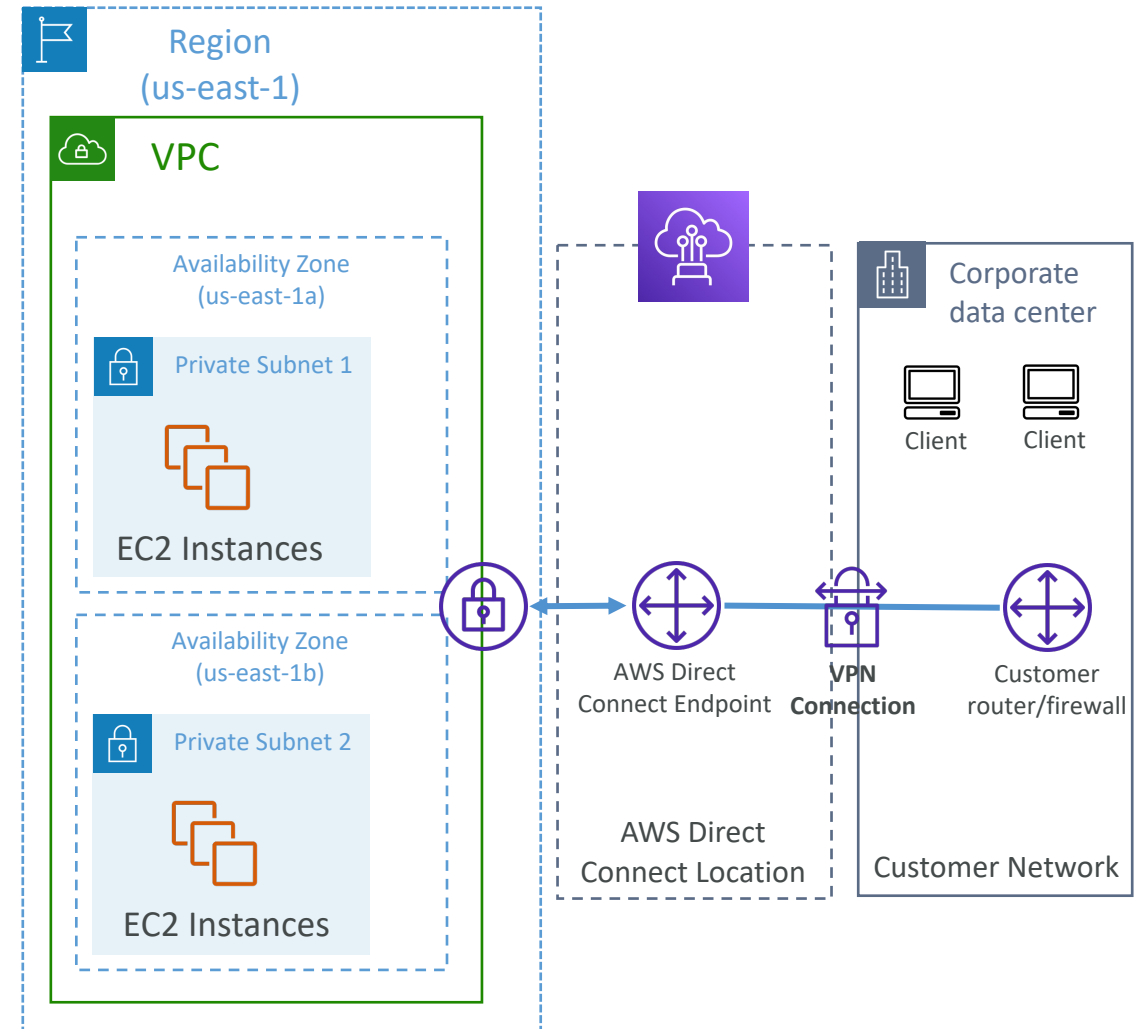 Region
(us-east-1)
VPC
Availability Zone
(us-east-1a)
Private Subnet 1
EC2 Instances
Availability Zone
(us-east-1b)
Private Subnet 2
EC2 Instances
AWS Direct
Connect Endpoint
VPN
Connection
AWS Direct
Connect Location
Corporate
data center
Client
Client
Customer
router/firewall
Customer Network